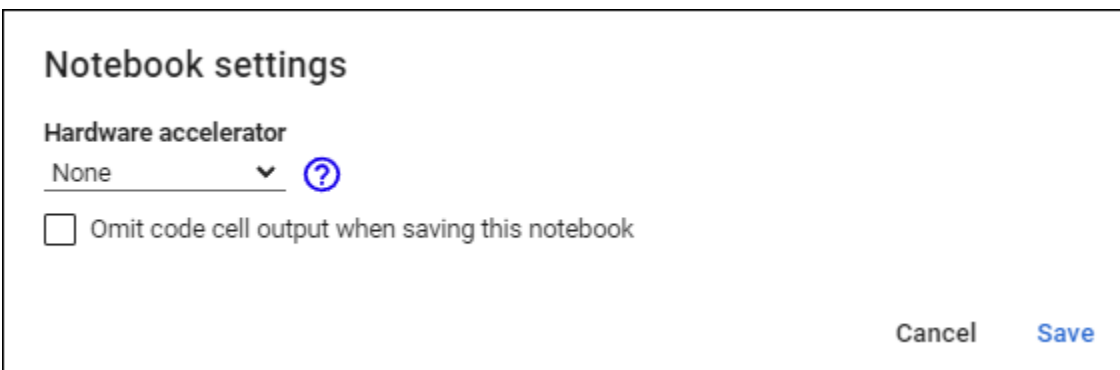 Notebook settings
Hardware accelerator
None
?
Omit code cell output when saving this notebook
Cancel Save